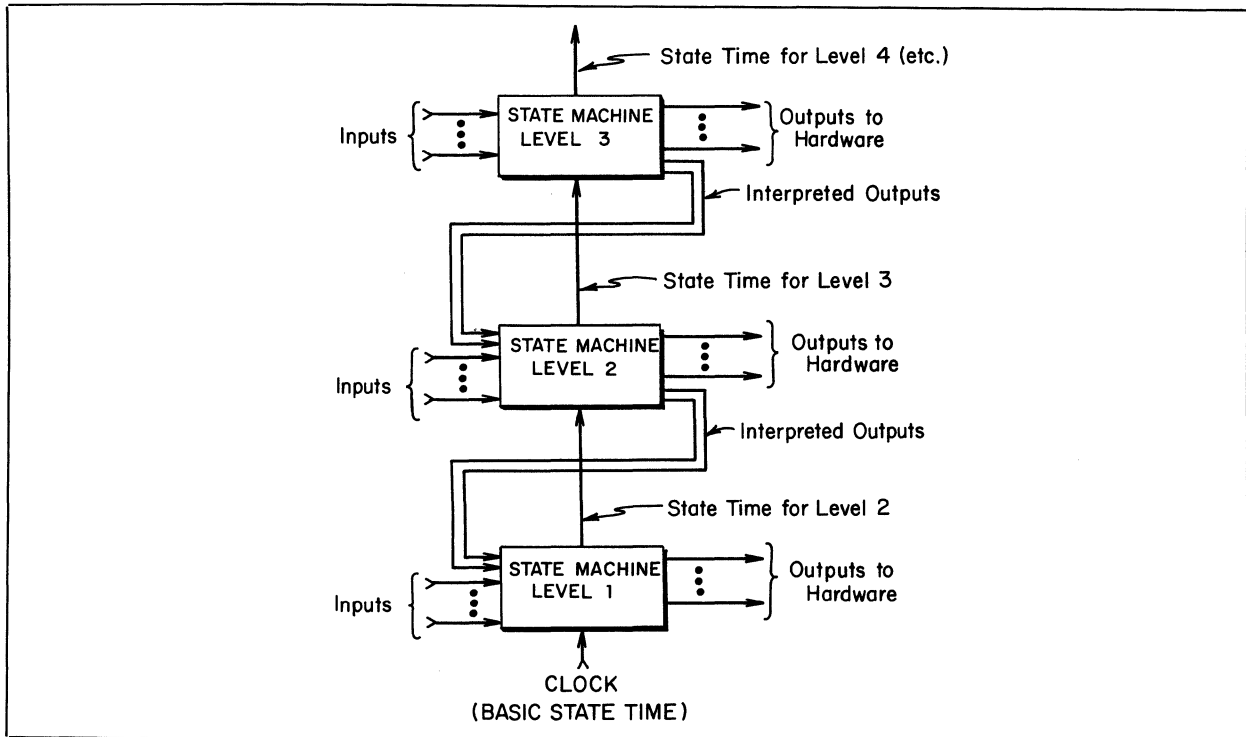 State Time for Level 4 (etc.)
Inputs
STATE MACHINE
LEVEL 3
Outputs to
Hardware
Interpreted Outputs
State Time for Level 3
Inputs
STATE MACHINE
LEVEL 2
Outputs to
Hardware
Interpreted Outputs
State Time for Level 2
Inputs
STATE MACHINE
LEVEL 1
Outputs to
Hardware
CLOCK
(BASIC STATE TIME)